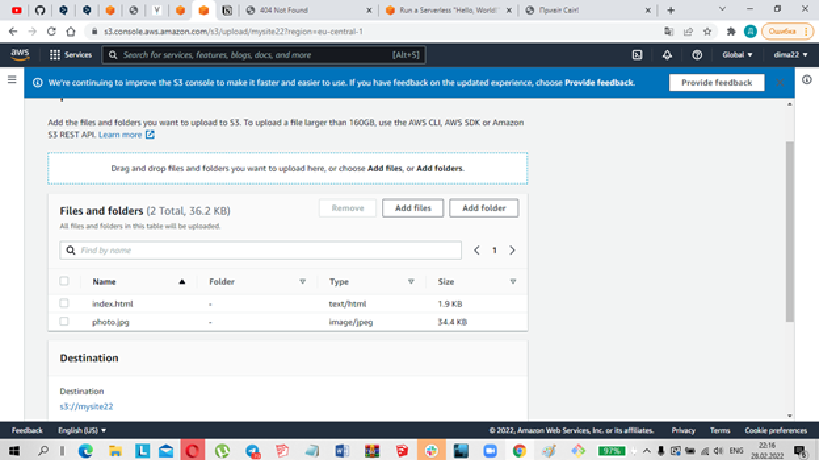 404 Not Found
Run a Serverless "Hello, World!
Привіт Світ!
s3.console.aws.amazon.com/s3/upload/mysite22?region=eu-central-1
Ошибка
aws
Services
Search for services, features, blogs, docs, and more
[Alt+S]
Global
dima22
We're continuing to improve the S3 console to make it faster and easier to use. If you have feedback on the updated experience, choose Provide feedback.
Provide feedback
Add the files and folders you want to upload to S3. To upload a file larger than 160GB, use the AWS CLI, AWS SDK or Amazon
S3 REST API. Learn more
Drag and drop files and folders you want to upload here, or choose Add files, or Add folders.
Files and folders (2 Total, 36.2 KB)
Remove
Add files
Add folder
All files and folders in this table will be uploaded.
Find by name
1
Name Folder Type Size
index.html - text/html 1.9 KB
photo.jpg - image/jpeg 34.4 KB
Destination
Destination
s3://mysite22
Feedback English (US) © 2022, Amazon Web Services, Inc. or its affiliates. Privacy Terms Cookie preferences
97%
ENG
22:16
28.02.2022